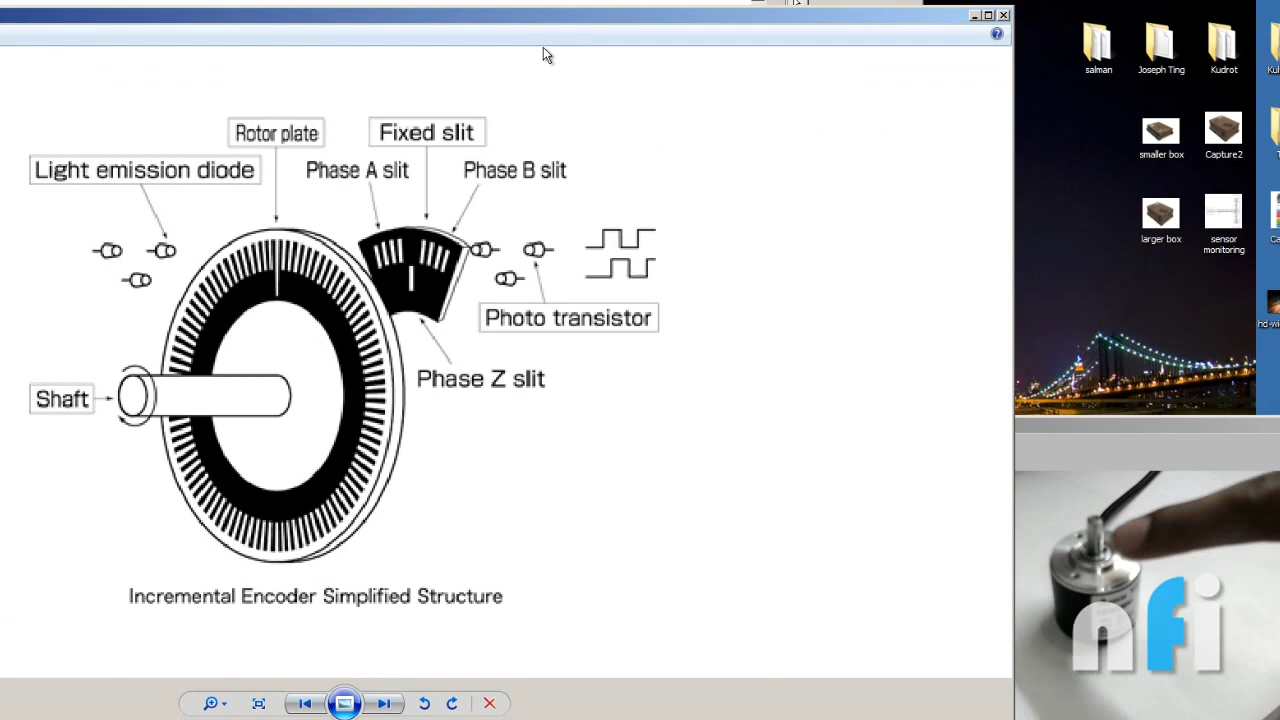 Rotor plate
Fixed slit
Light emission diode
Phase A slit
Phase B slit
Photo transistor
Phase Z slit
Shaft
Incremental Encoder Simplified Structure
salman
Joseph Ting
Kudrot
smaller box
Capture2
larger box
sensor
monitoring
nfi